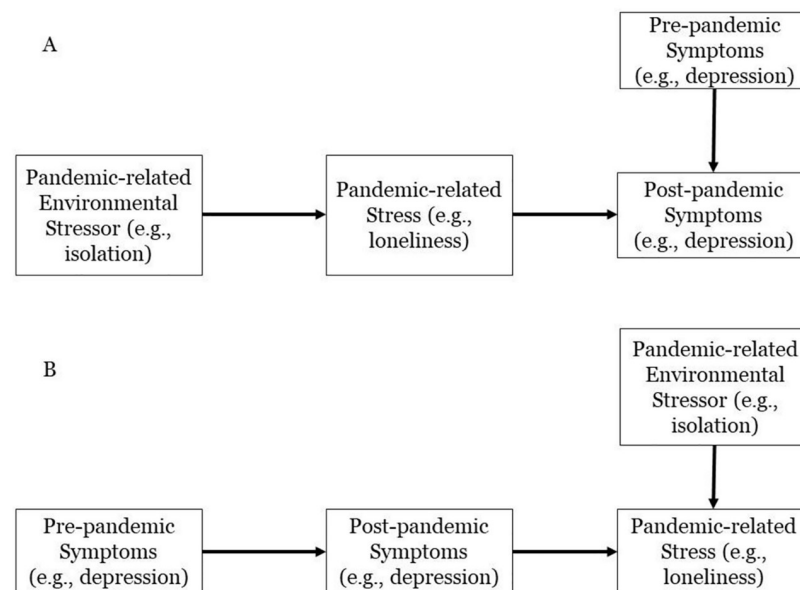 A
Pre-pandemic
Symptoms
(e.g., depression)
Pandemic-related
Environmental
Stressor (e.g.,
isolation)
Pandemic-related
Stress (e.g.,
loneliness)
Post-pandemic
Symptoms
(e.g., depression)
B
Pandemic-related
Environmental
Stressor (e.g.,
isolation)
Pre-pandemic
Symptoms
(e.g., depression)
Post-pandemic
Symptoms
(e.g., depression)
Pandemic-related
Stress (e.g.,
loneliness)